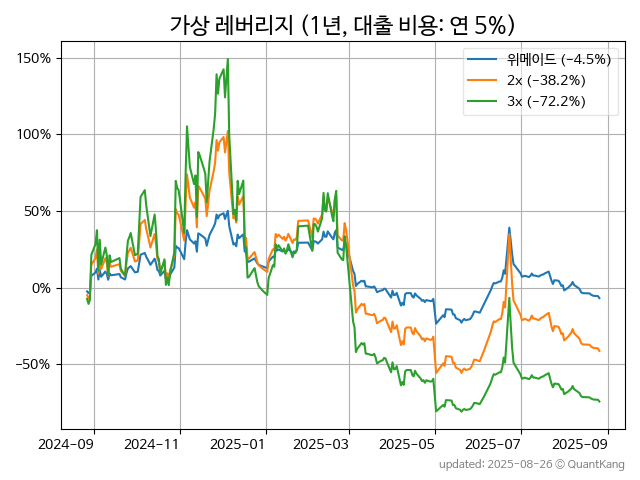 가상 레버리지 (1년, 대출 비용: 연 5%)
150%
100%
50%
0%
−50%
위메이드 (−4.5%)
2x (−38.2%)
3x (−72.2%)
2024-09
2024-11
2025-01
2025-03
2025-05
2025-07
2025-09
updated: 2025-08-26 © QuantKang